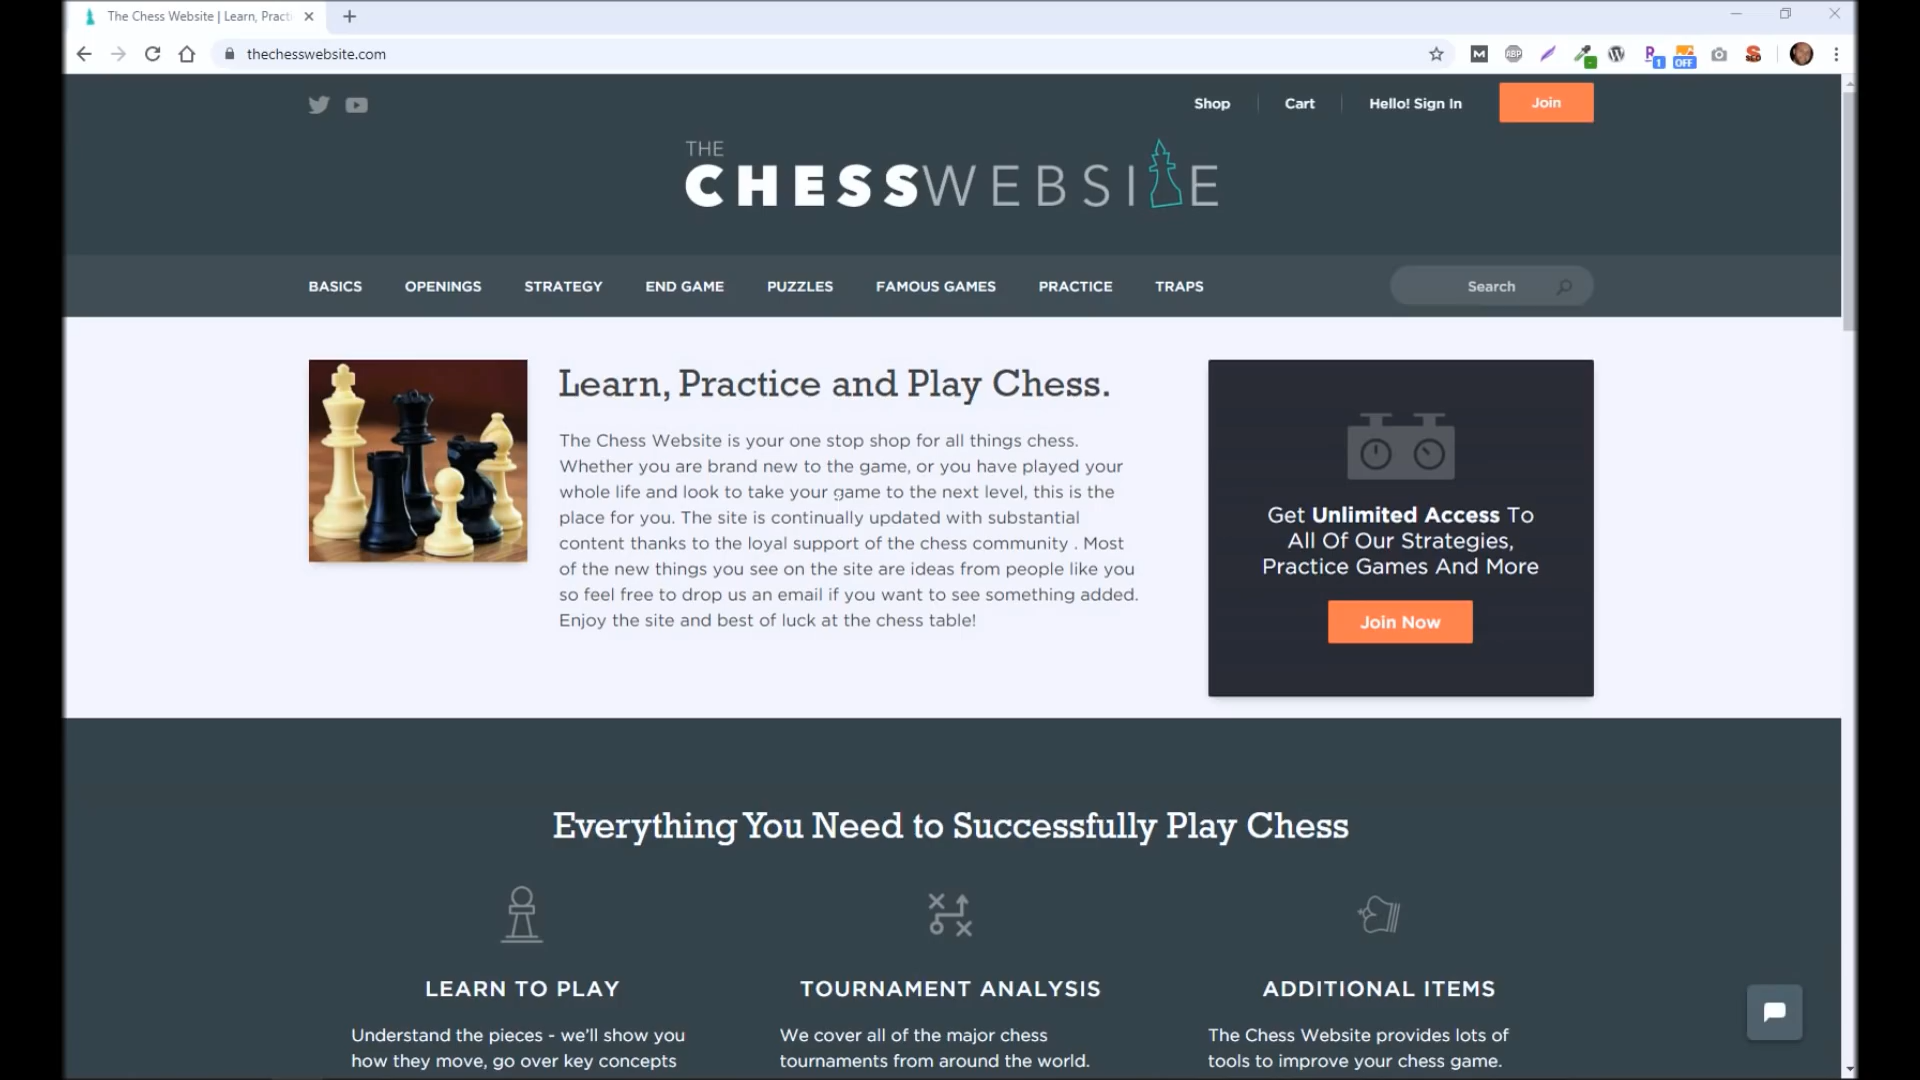 The Chess Website | Learn, Practi
thechesswebsite.com
M
ABP
R
1
OFF
Shop
Cart
Hello! Sign In
Join
THE
CHESSWEBSITE
BASICS
OPENINGS
STRATEGY
END GAME
PUZZLES
FAMOUS GAMES
PRACTICE
TRAPS
Search
Learn, Practice and Play Chess.
The Chess Website is your one stop shop for all things chess.
Whether you are brand new to the game, or you have played your
whole life and look to take your game to the next level, this is the
place for you. The site is continually updated with substantial
content thanks to the loyal support of the chess community . Most
of the new things you see on the site are ideas from people like you
so feel free to drop us an email if you want to see something added.
Enjoy the site and best of luck at the chess table!
Get Unlimited Access To
All Of Our Strategies,
Practice Games And More
Join Now
Everything You Need to Successfully Play Chess
LEARN TO PLAY
Understand the pieces - we'll show you
how they move, go over key concepts
TOURNAMENT ANALYSIS
We cover all of the major chess
tournaments from around the world.
ADDITIONAL ITEMS
The Chess Website provides lots of
tools to improve your chess game.